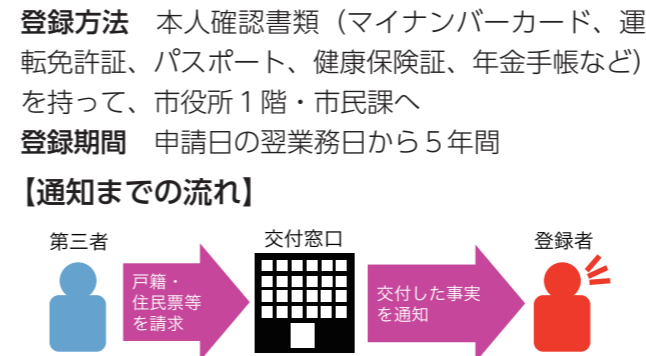 登録方法　本人確認書類（マイナンバーカード、運
転免許証、パスポート、健康保険証、年金手帳など）
を持って、市役所１階・市民課へ
登録期間　申請日の翌業務日から５年間
【通知までの流れ】
第三者
戸籍・
住民票等
を請求
交付窓口
交付した事実
を通知
登録者